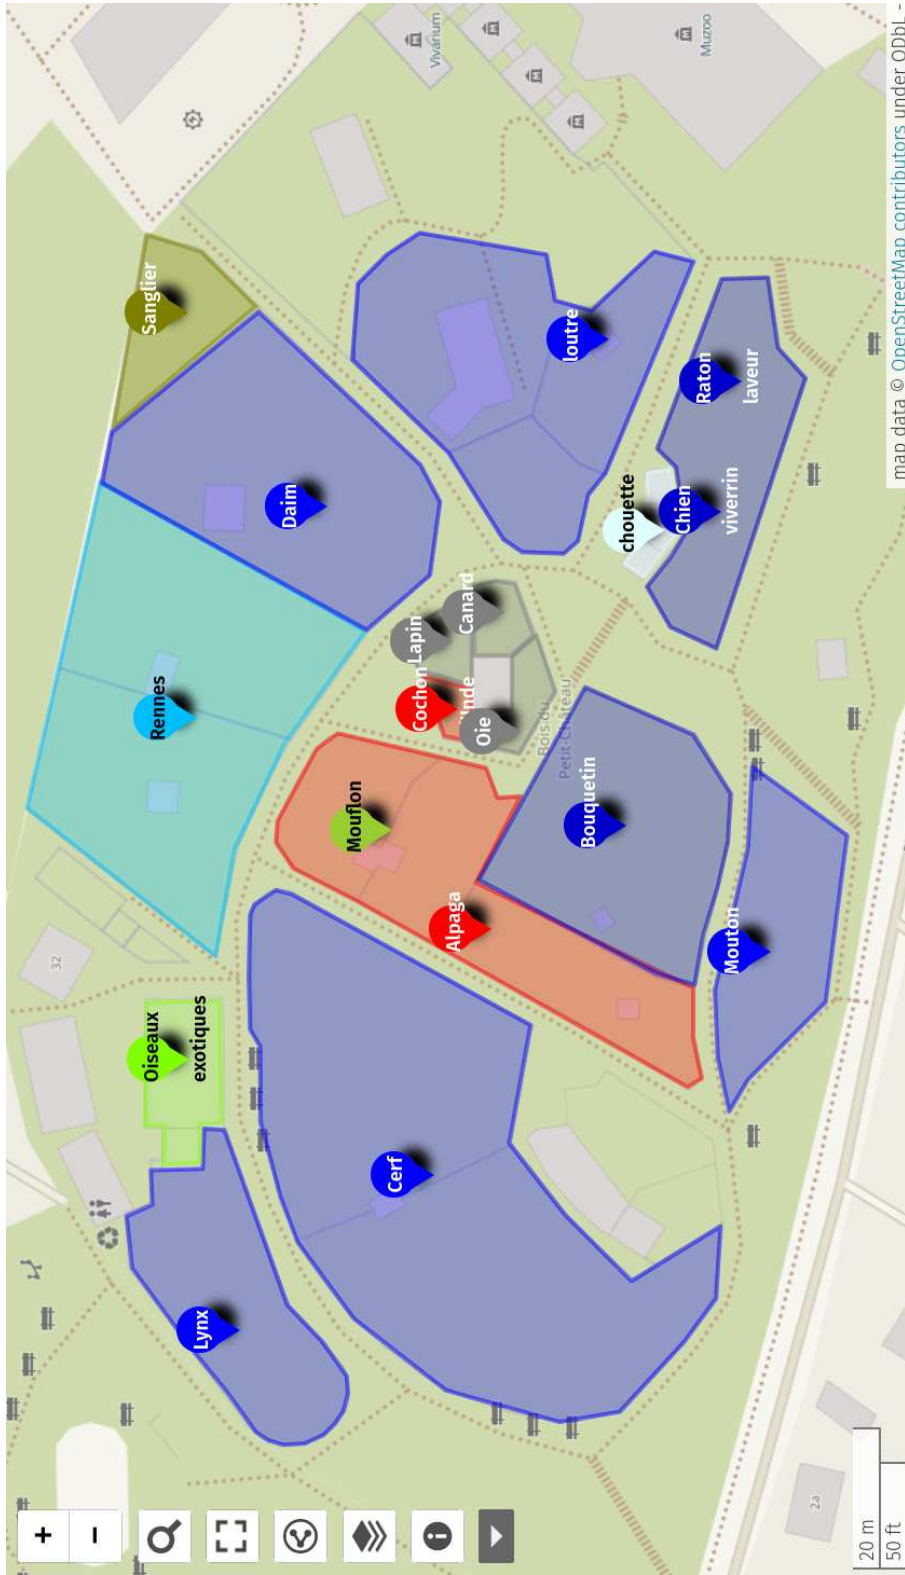 +
−
32
Oiseaux
exotiques
Sanglier
Rennes
Lynx
Daim
Mouflon
Cerf
Lapin
Cochon
Vivarium
Alpaga
Canard
Oie
Bois du
Petit-Château
loutre
Bouquetin
chouette
Chien
viverrin
Raton
laveur
Muzoo
Mouton
2a
20 m
50 ft
map data © OpenStreetMap contributors under ODbL -